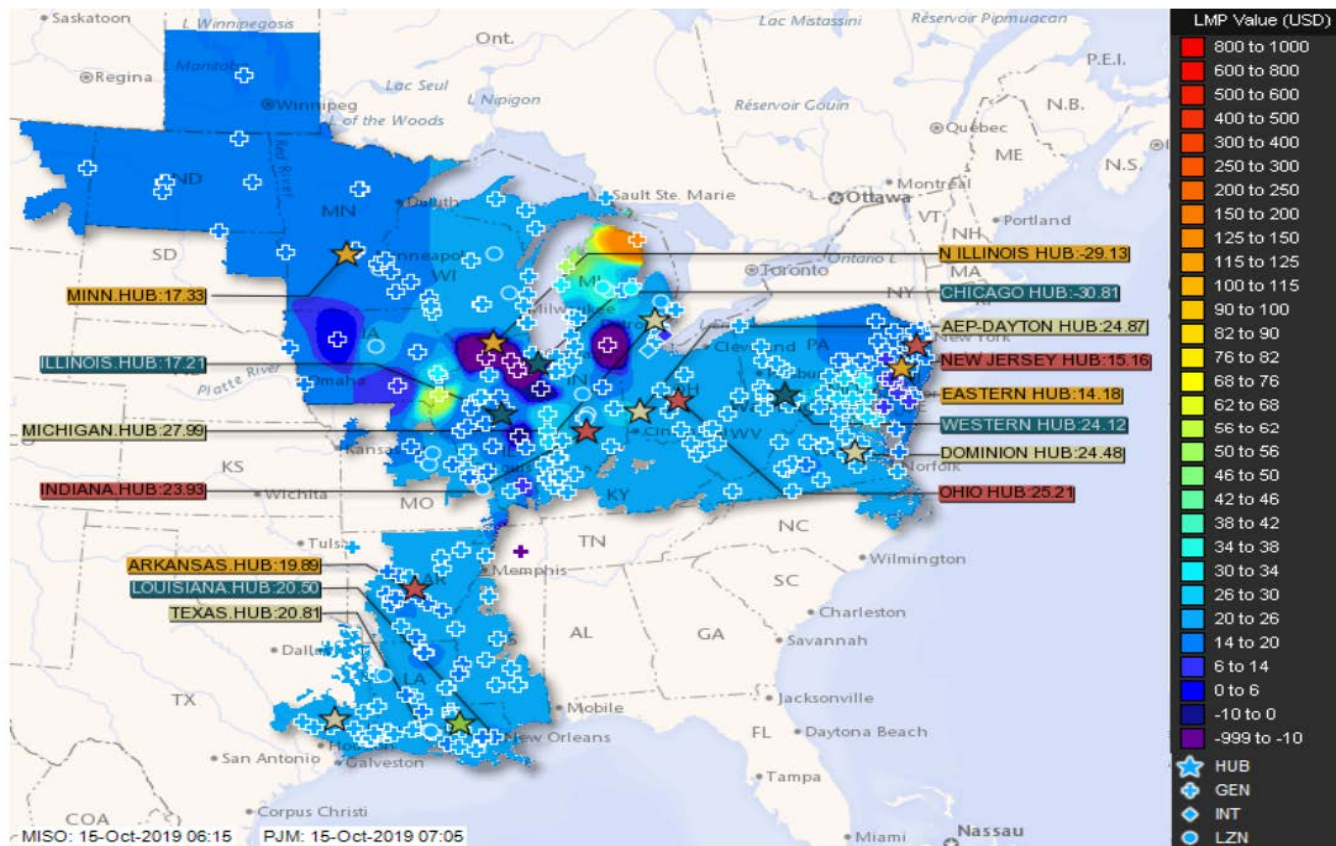 Saskatoon
L Winnipegosis
Ont.
Lac Mistassini
Réservoir Pipmuacan
Manitoba
Lac Seul
L Nipigon
P.E.I.
Regina
Winnipeg
L of the Woods
Réservoir Gouin
N.B.
Québec
ME
N.S.
Red River
ND
MN
Duluth
Sault Ste. Marie
Montréal
Ottawa
VT
Portland
SD
WI
MI
NH
N ILLINOIS HUB:-29.13
MA
Toronto
Lake Ontario
NY
MINN.HUB:17.33
Milwaukee
CHICAGO HUB:-30.81
IA
AEP-DAYTON HUB:24.87
Cleveland
PA
New York
NEW JERSEY HUB:15.16
ILLINOIS.HUB:17.21
Platte River
Omaha
IN
EASTERN HUB:14.18
WESTERN HUB:24.12
MICHIGAN.HUB:27.99
WV
DOMINION HUB:24.48
KS
Norfolk
INDIANA.HUB:23.93
Wichita
MO
KY
OHIO HUB:25.21
NC
TN
Wilmington
ARKANSAS.HUB:19.89
Memphis
AR
SC
LOUISIANA.HUB:20.50
TEXAS.HUB:20.81
AL
GA
Charleston
Savannah
LA
TX
Mobile
Jacksonville
New Orleans
FL
Daytona Beach
San Antonio
Galveston
Tampa
Corpus Christi
COA
Miami
Nassau
MISO: 15-Oct-2019 06:15 PJM: 15-Oct-2019 07:05
LMP Value (USD)
800 to 1000
600 to 800
500 to 600
400 to 500
300 to 400
250 to 300
200 to 250
150 to 200
125 to 150
115 to 125
100 to 115
90 to 100
82 to 90
76 to 82
68 to 76
62 to 68
56 to 62
50 to 56
46 to 50
42 to 46
38 to 42
34 to 38
30 to 34
26 to 30
20 to 26
14 to 20
6 to 14
0 to 6
-10 to 0
-999 to -10
HUB
GEN
INT
LZN